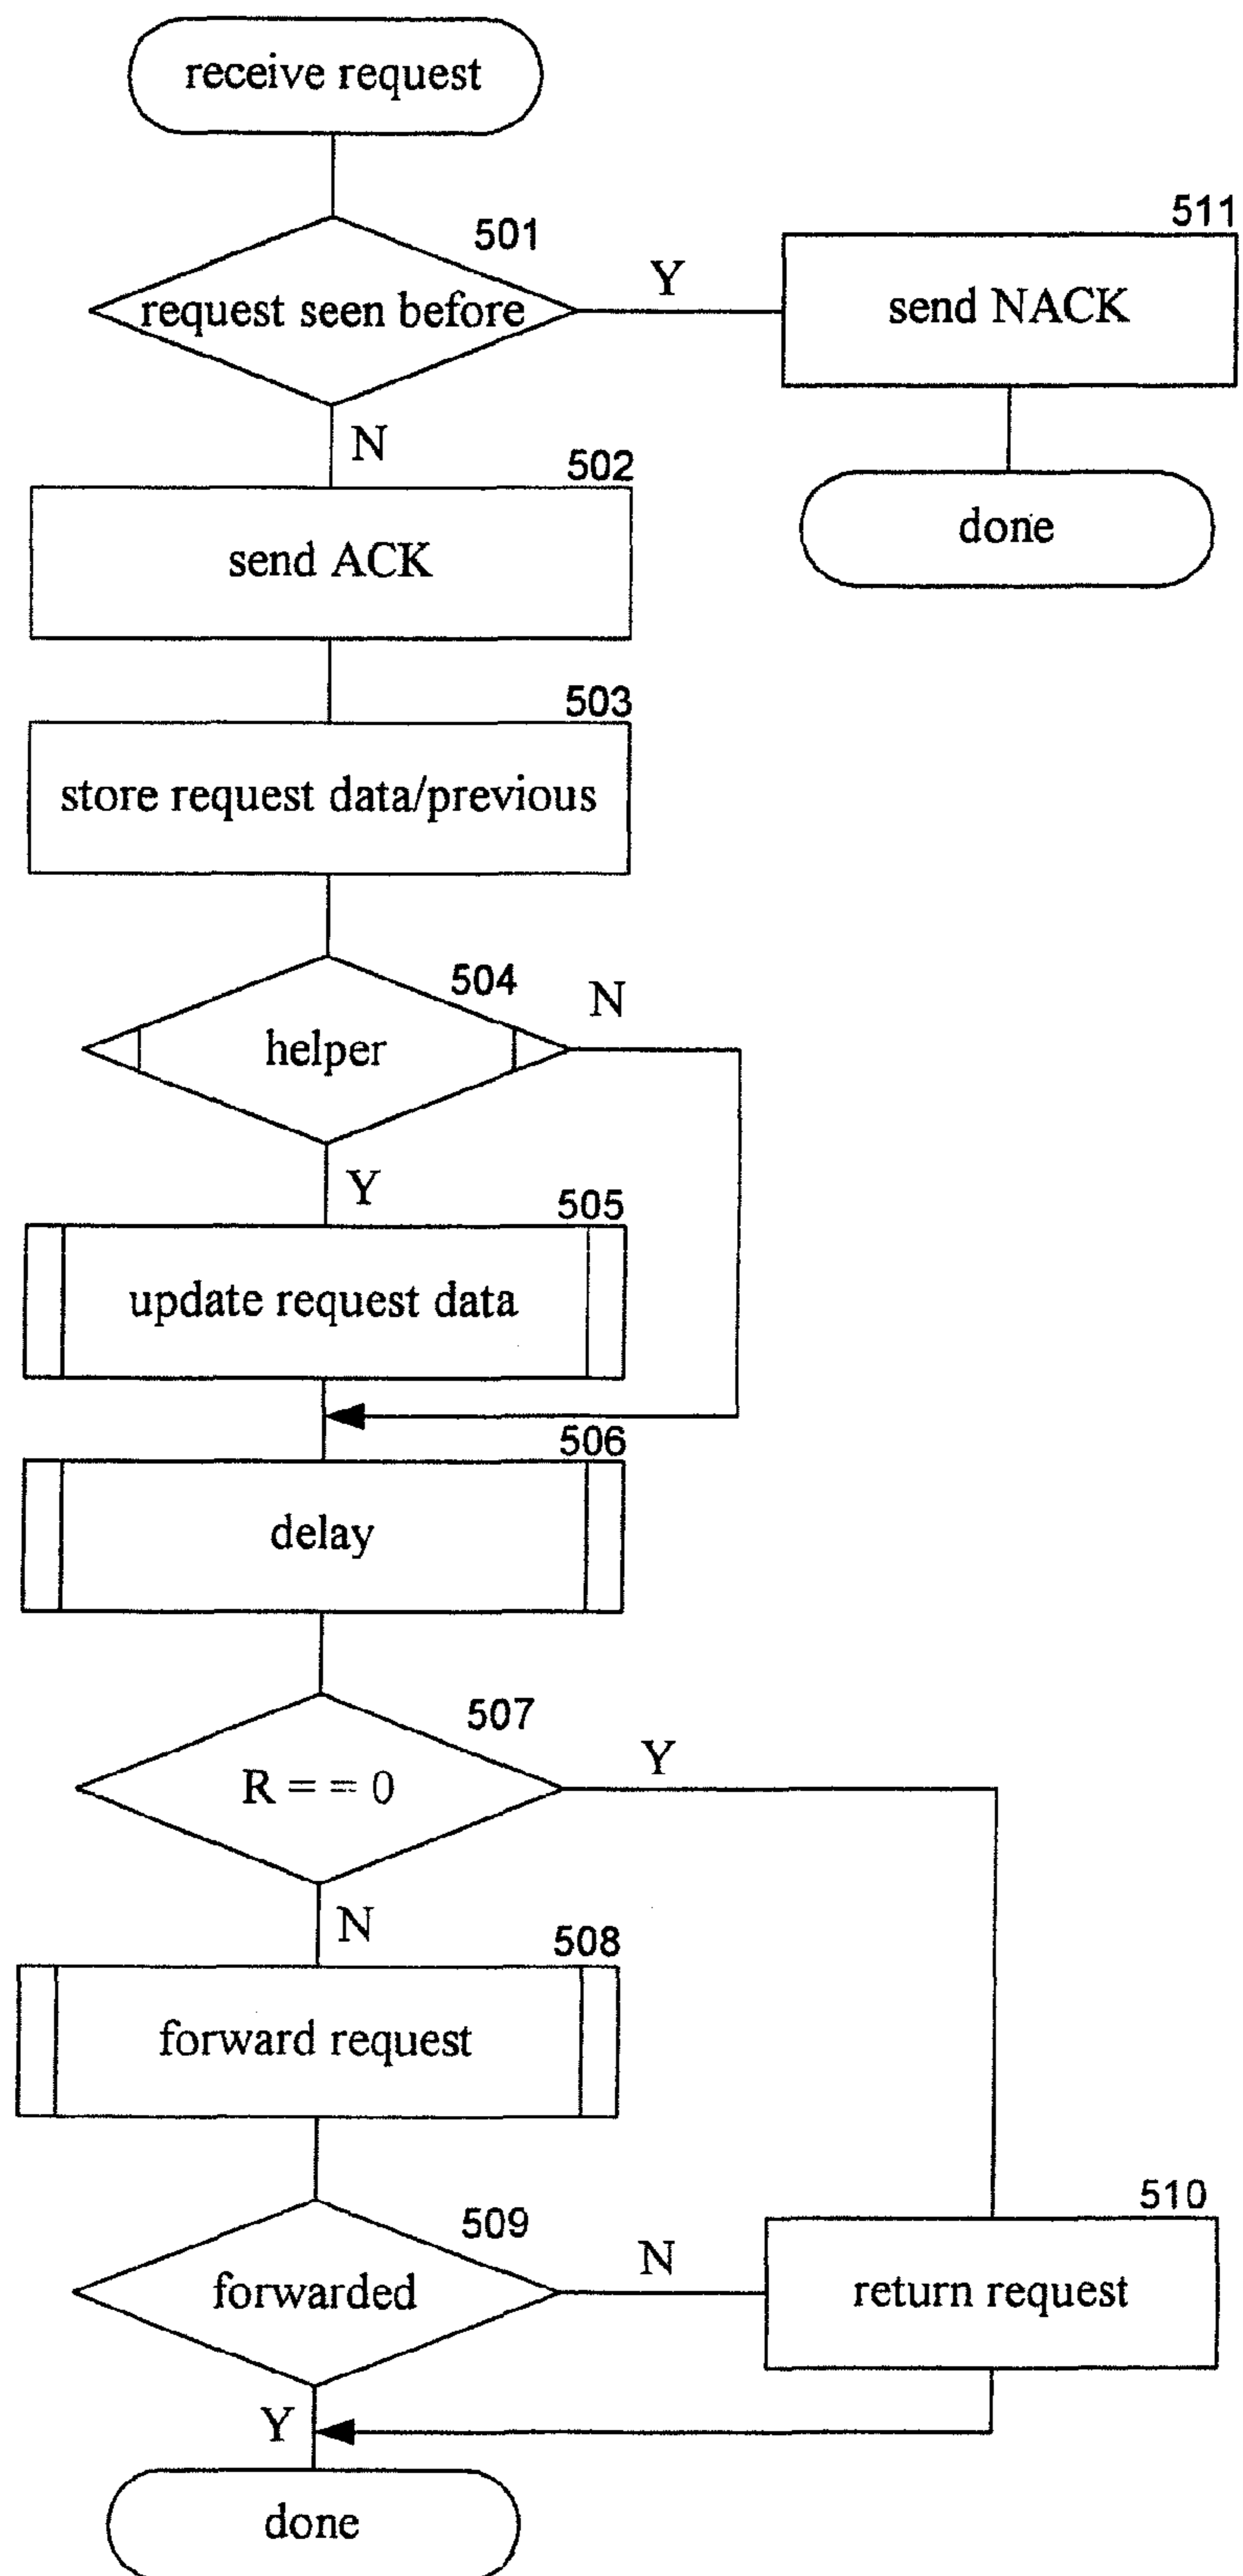 receive request
501
request seen before
Y
511
send NACK
done
N
502
send ACK
503
store request data/previous
504
helper
N
Y
505
update request data
506
delay
507
R = = 0
Y
N
508
forward request
509
forwarded
N
510
return request
Y
done